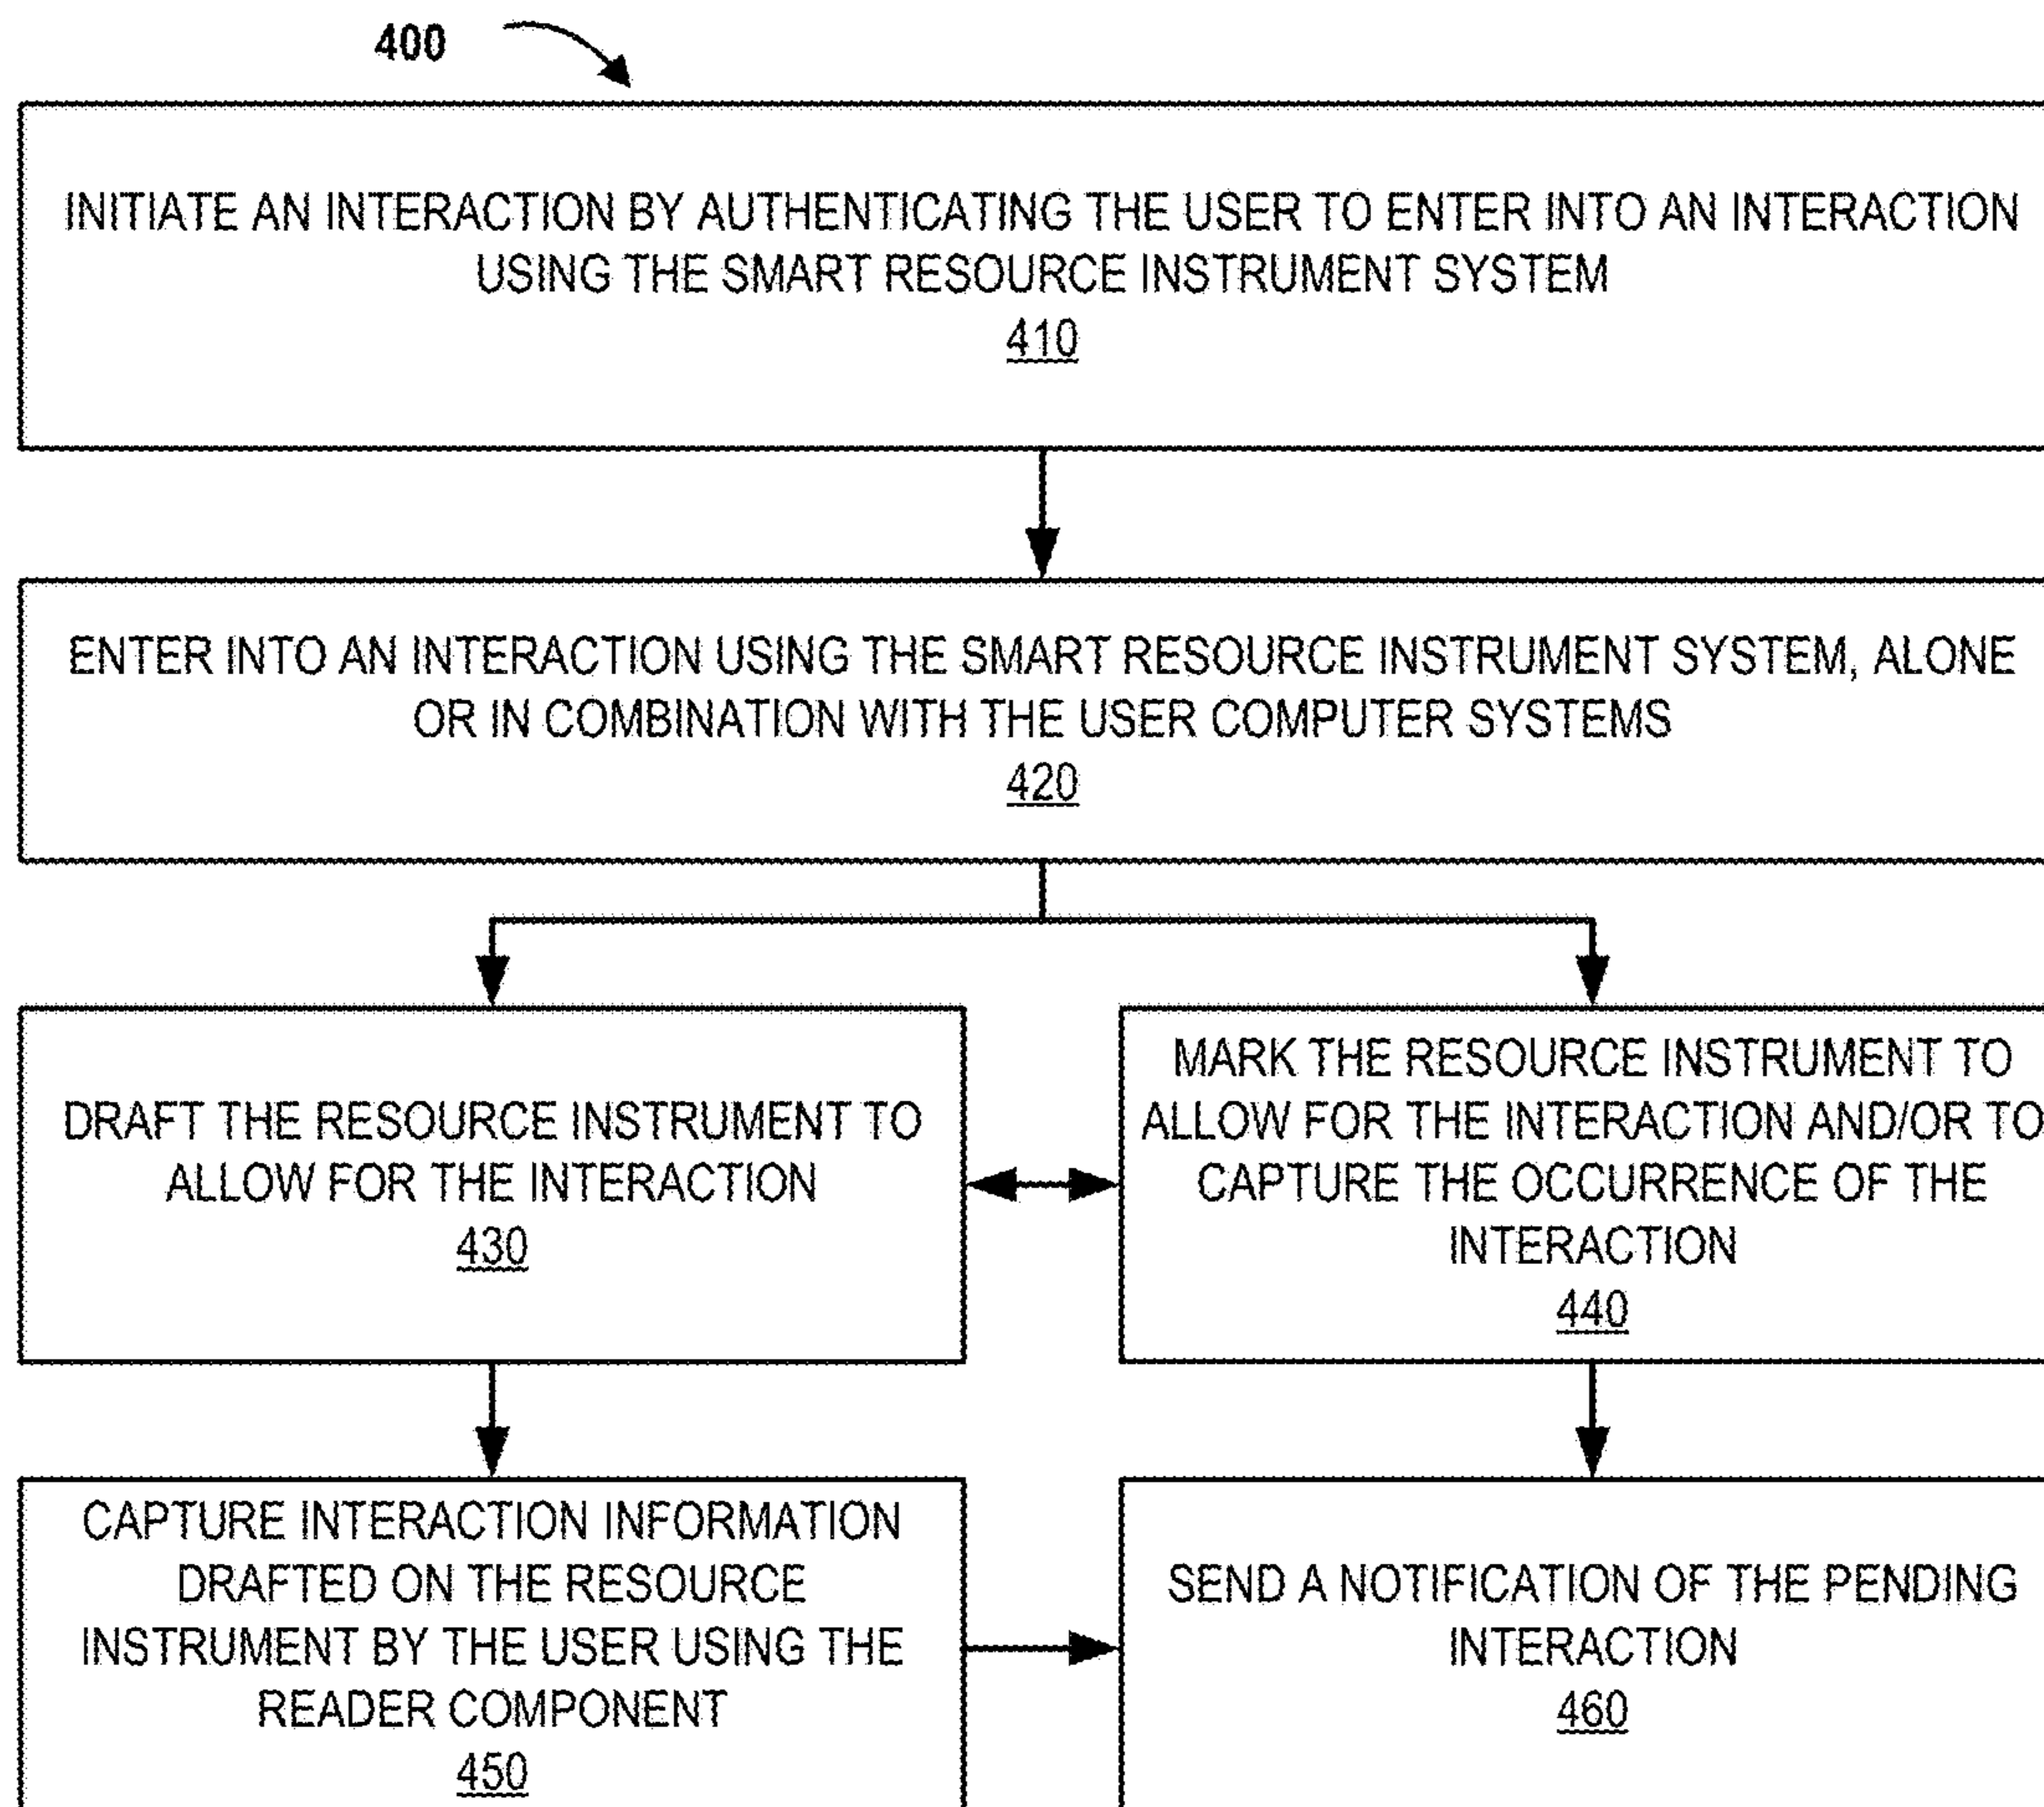 400
INITIATE AN INTERACTION BY AUTHENTICATING THE USER TO ENTER INTO AN INTERACTION
USING THE SMART RESOURCE INSTRUMENT SYSTEM
410
ENTER INTO AN INTERACTION USING THE SMART RESOURCE INSTRUMENT SYSTEM, ALONE
OR IN COMBINATION WITH THE USER COMPUTER SYSTEMS
420
DRAFT THE RESOURCE INSTRUMENT TO
ALLOW FOR THE INTERACTION
430
MARK THE RESOURCE INSTRUMENT TO
ALLOW FOR THE INTERACTION AND/OR TO
CAPTURE THE OCCURRENCE OF THE
INTERACTION
440
CAPTURE INTERACTION INFORMATION
DRAFTED ON THE RESOURCE
INSTRUMENT BY THE USER USING THE
READER COMPONENT
450
SEND A NOTIFICATION OF THE PENDING
INTERACTION
460